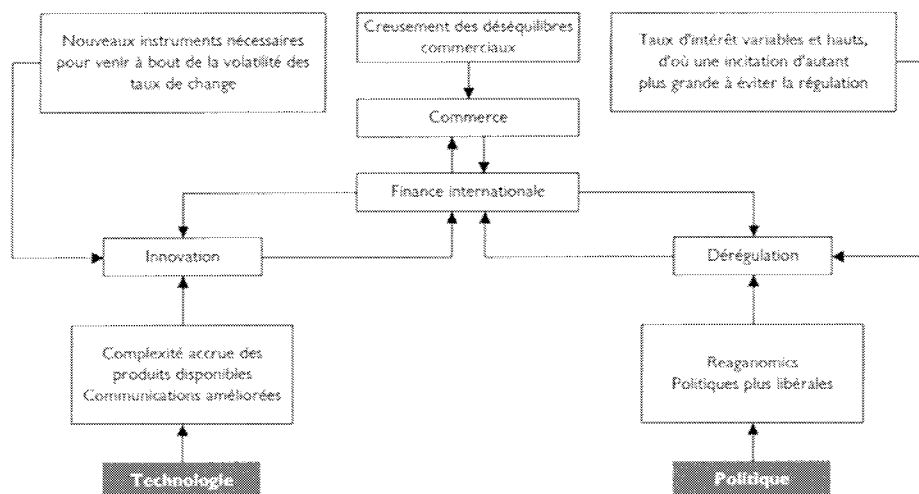 Nouveaux instruments nécessaires
pour venir à bout de la volatilité des
taux de change
Creusement des déséquilibres
commerciaux
Taux d'intérêt variables et hauts,
d'où une incitation d'autant
plus grande à éviter la régulation
Commerce
Finance internationale
Innovation
Dérégulation
Complexité accrue des
produits disponibles
Communications améliorées
Reaganomics
Politiques plus libérales
Technologie
Politique